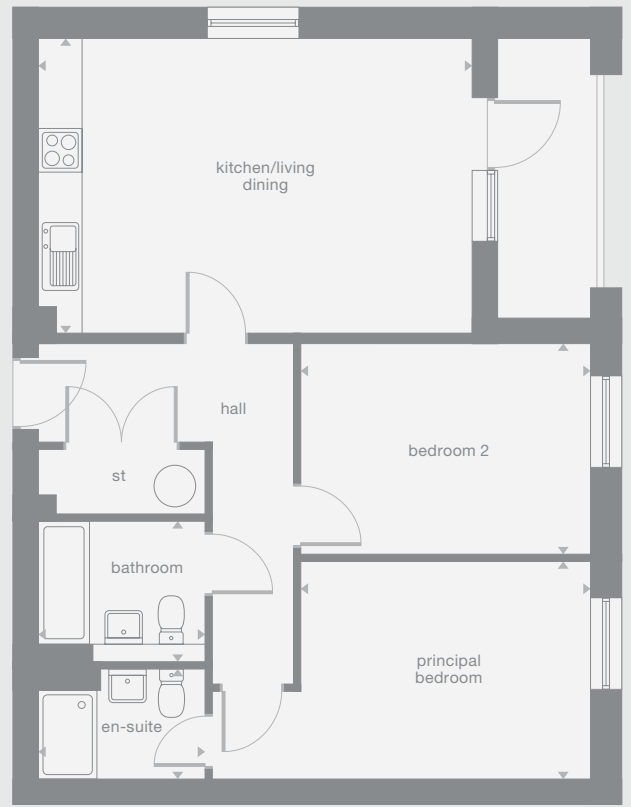 kitchen/living
dining
hall
bedroom 2
st
bathroom
principal
bedroom
en-suite